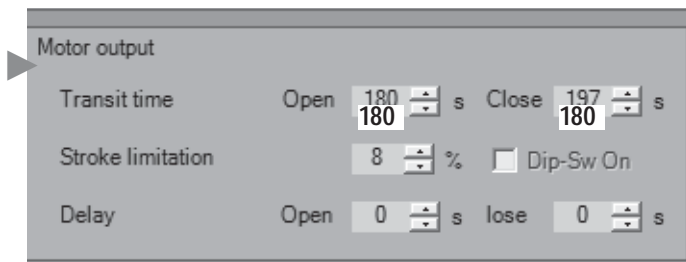 Motor output
Transit time Open 180 s Close 197 s
180 180
Stroke limitation 8 % Dip-Sw On
Delay Open 0 s lose 0 s